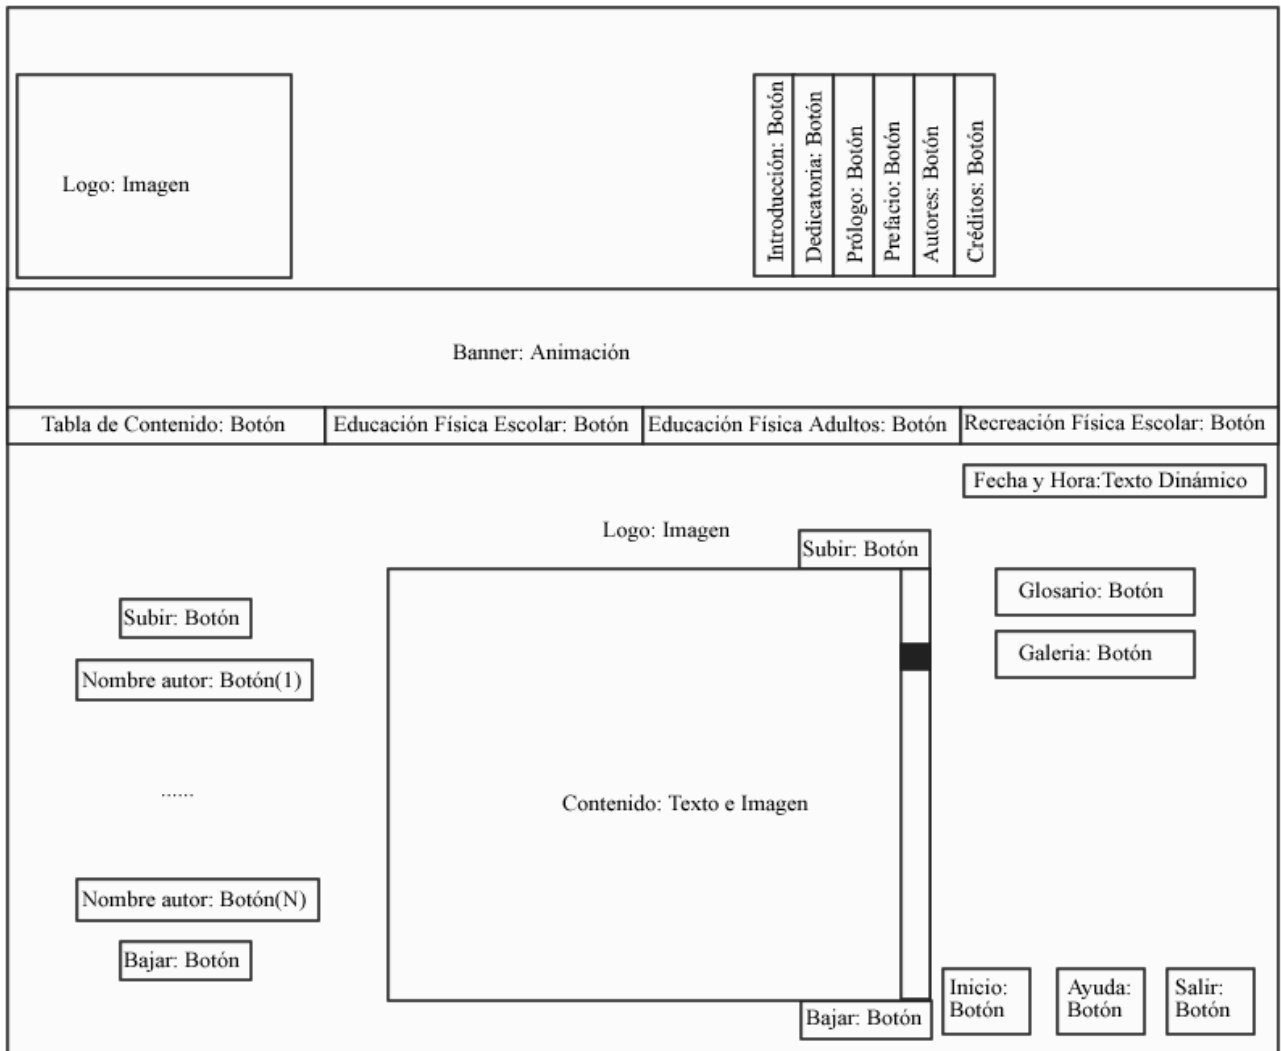 Logo: Imagen
Introducción: Botón
Dedicatoria: Botón
Prólogo: Botón
Prefacio: Botón
Autores: Botón
Créditos: Botón
Banner: Animación
Tabla de Contenido: Botón
Educación Física Escolar: Botón
Educación Física Adultos: Botón
Recreación Física Escolar: Botón
Fecha y Hora:Texto Dinámico
Logo: Imagen
Subir: Botón
Glosario: Botón
Subir: Botón
Galeria: Botón
Nombre autor: Botón(1)
......
Contenido: Texto e Imagen
Nombre autor: Botón(N)
Bajar: Botón
Inicio:
Botón
Ayuda:
Botón
Salir:
Botón
Bajar: Botón